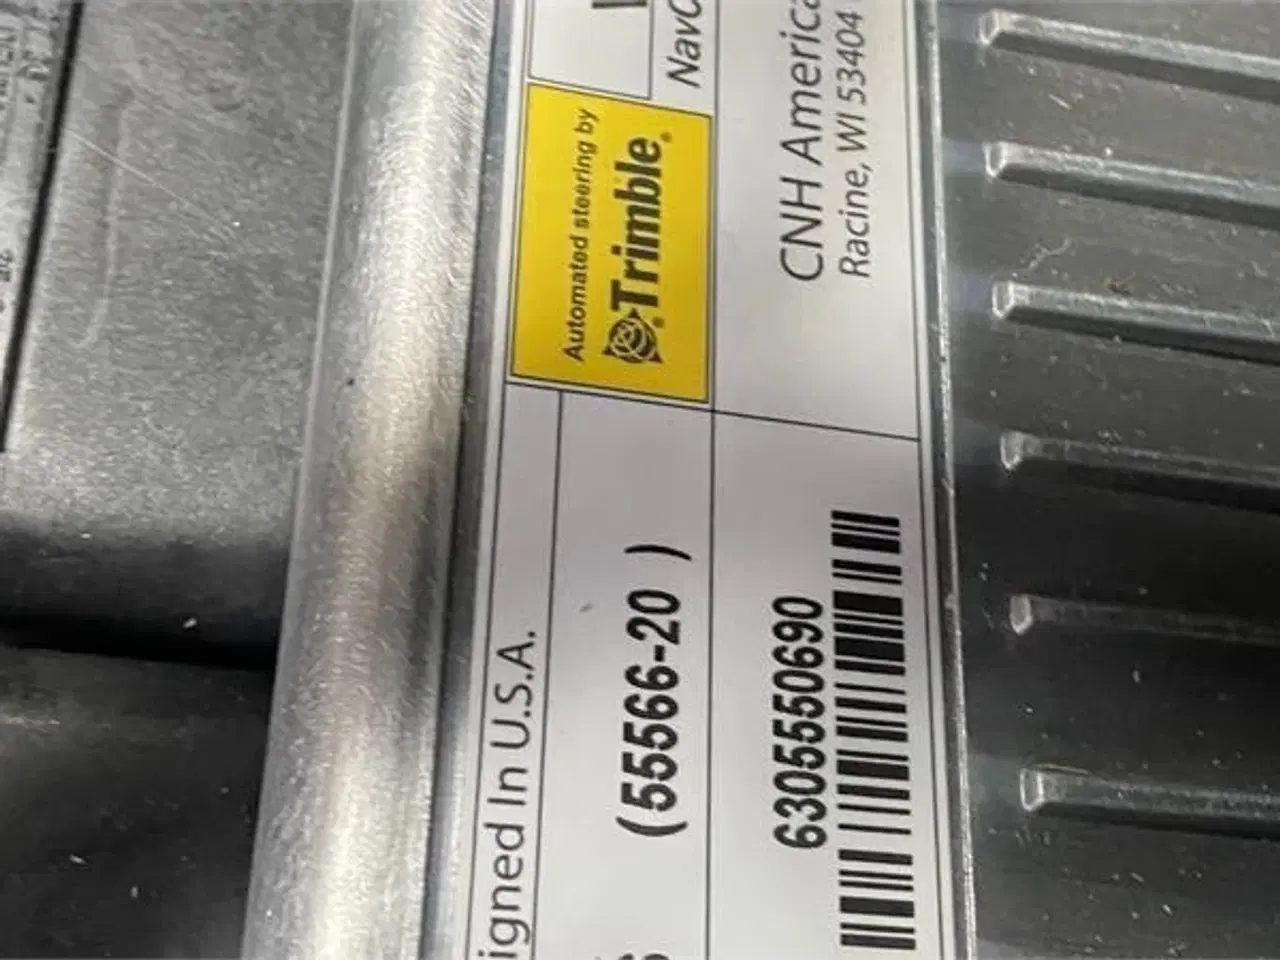 igned In U.S.A.
Automated steering by
Trimble®
(55566-20 )
NavC
6305550690
CNH America
Racine, WI 53404